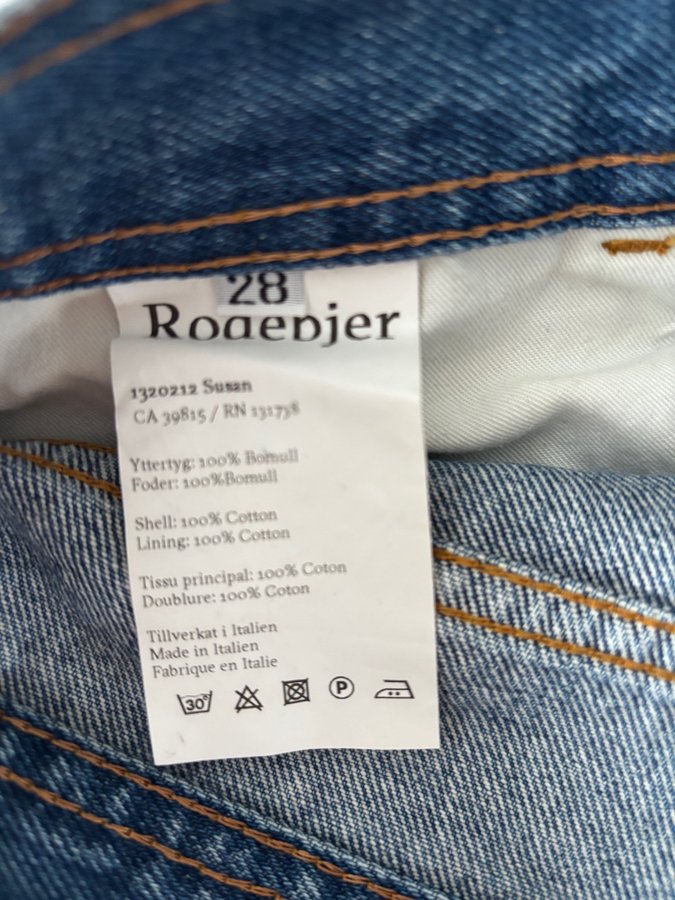 28
Rodebjer
1320212 Susan
CA 39815 / RN 131738
Yttertyg: 100% Bomull
Foder: 100%Bomull
Shell: 100% Cotton
Lining: 100% Cotton
Tissu principal: 100% Coton
Doublure: 100% Coton
Tillverkat i Italien
Made in Italien
Fabrique en Italie
30°
P